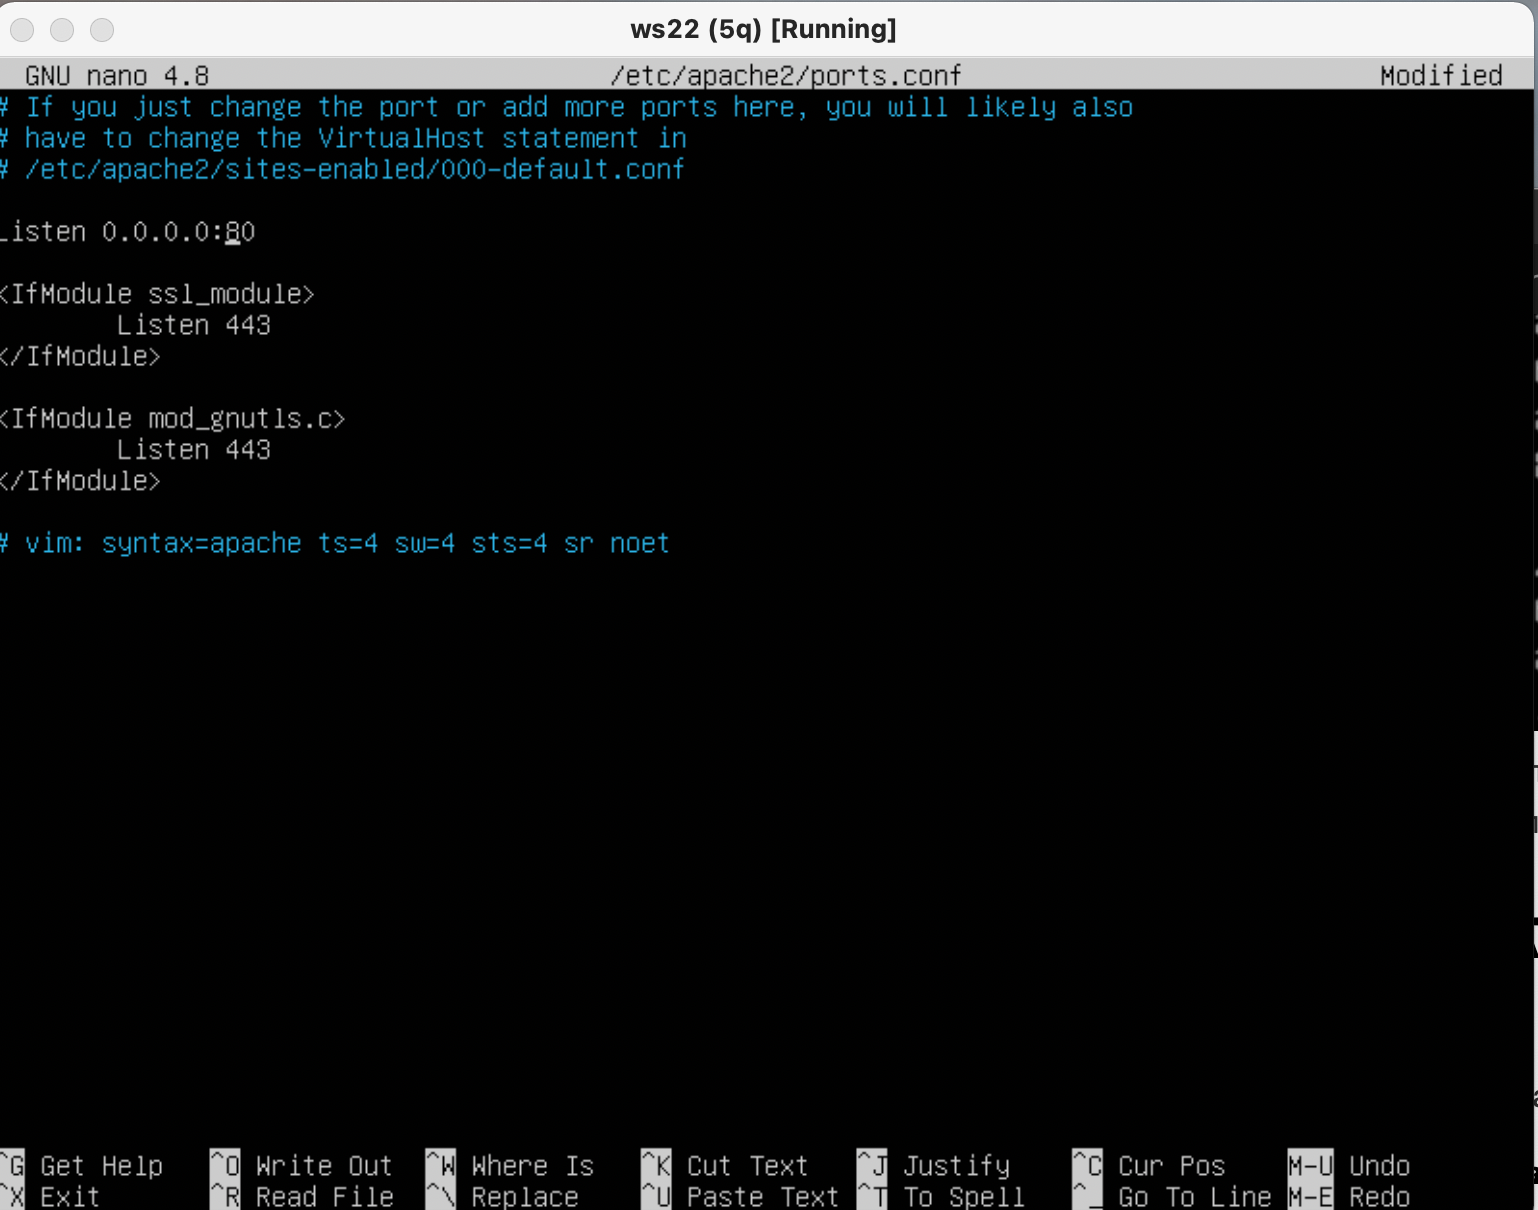 ws22 (5q) [Running]
GNU nano 4.8 /etc/apache2/ports.conf Modified
# If you just change the port or add more ports here, you will likely also
# have to change the VirtualHost statement in
# /etc/apache2/sites-enabled/000-default.conf
Listen 0.0.0.0:80
<IfModule ssl_module>
Listen 443
</IfModule>
<IfModule mod_gnutls.c>
Listen 443
</IfModule>
# vim: syntax=apache ts=4 sw=4 sts=4 sr noet
^G Get Help ^O Write Out ^W Where Is ^K Cut Text ^J Justify ^C Cur Pos M-U Undo
^X Exit ^R Read File ^\ Replace ^U Paste Text ^T To Spell ^_ Go To Line M-E Redo